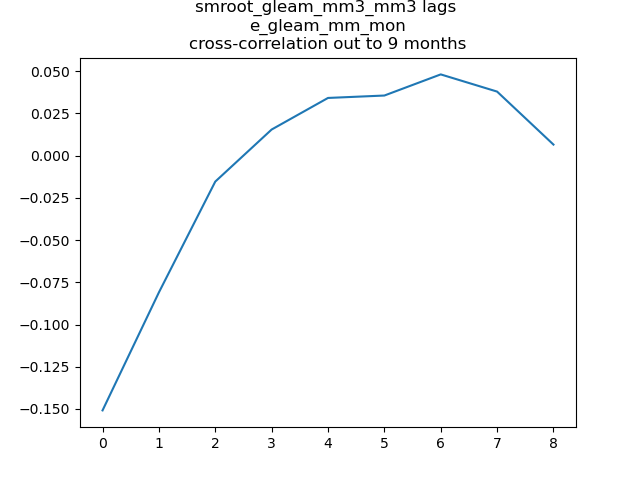 smroot_gleam_mm3_mm3 lags
e_gleam_mm_mon
cross-correlation out to 9 months
0.050
0.025
0.000
−0.025
−0.050
−0.075
−0.100
−0.125
−0.150
0 1 2 3 4 5 6 7 8